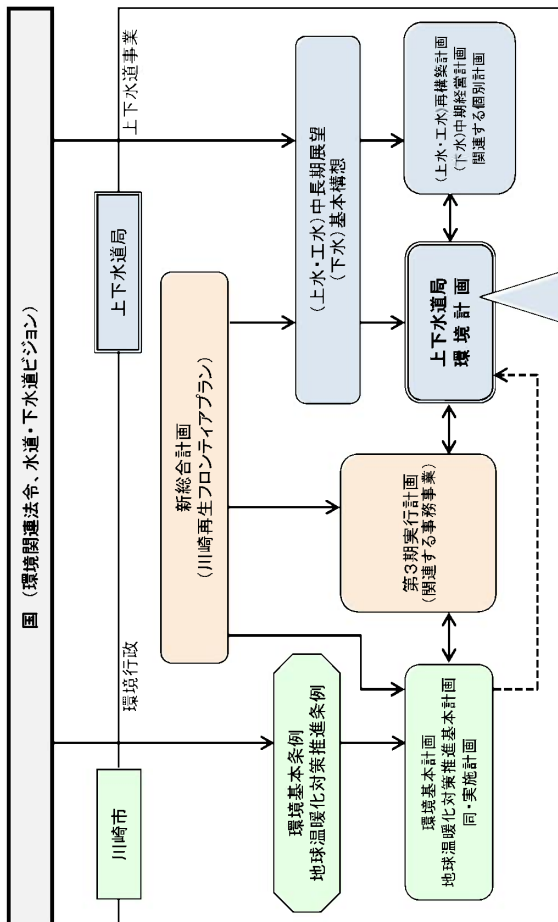 国 (環境関連法令、水道・下水道ビジョン)
川崎市
環境行政
上下水道局
上下水道事業
新総合計画
(川崎再生フロンティアプラン)
環境基本条例
地球温暖化対策推進条例
(上水・工水) 中長期展望
(下水) 基本構想
環境基本計画
地球温暖化対策推進基本計画
同・実施計画
第3期実行計画
(関連する事務事業)
上下水道局
環境計画
(上水・工水) 再構築計画
(下水) 中期経営計画
関連する個別計画